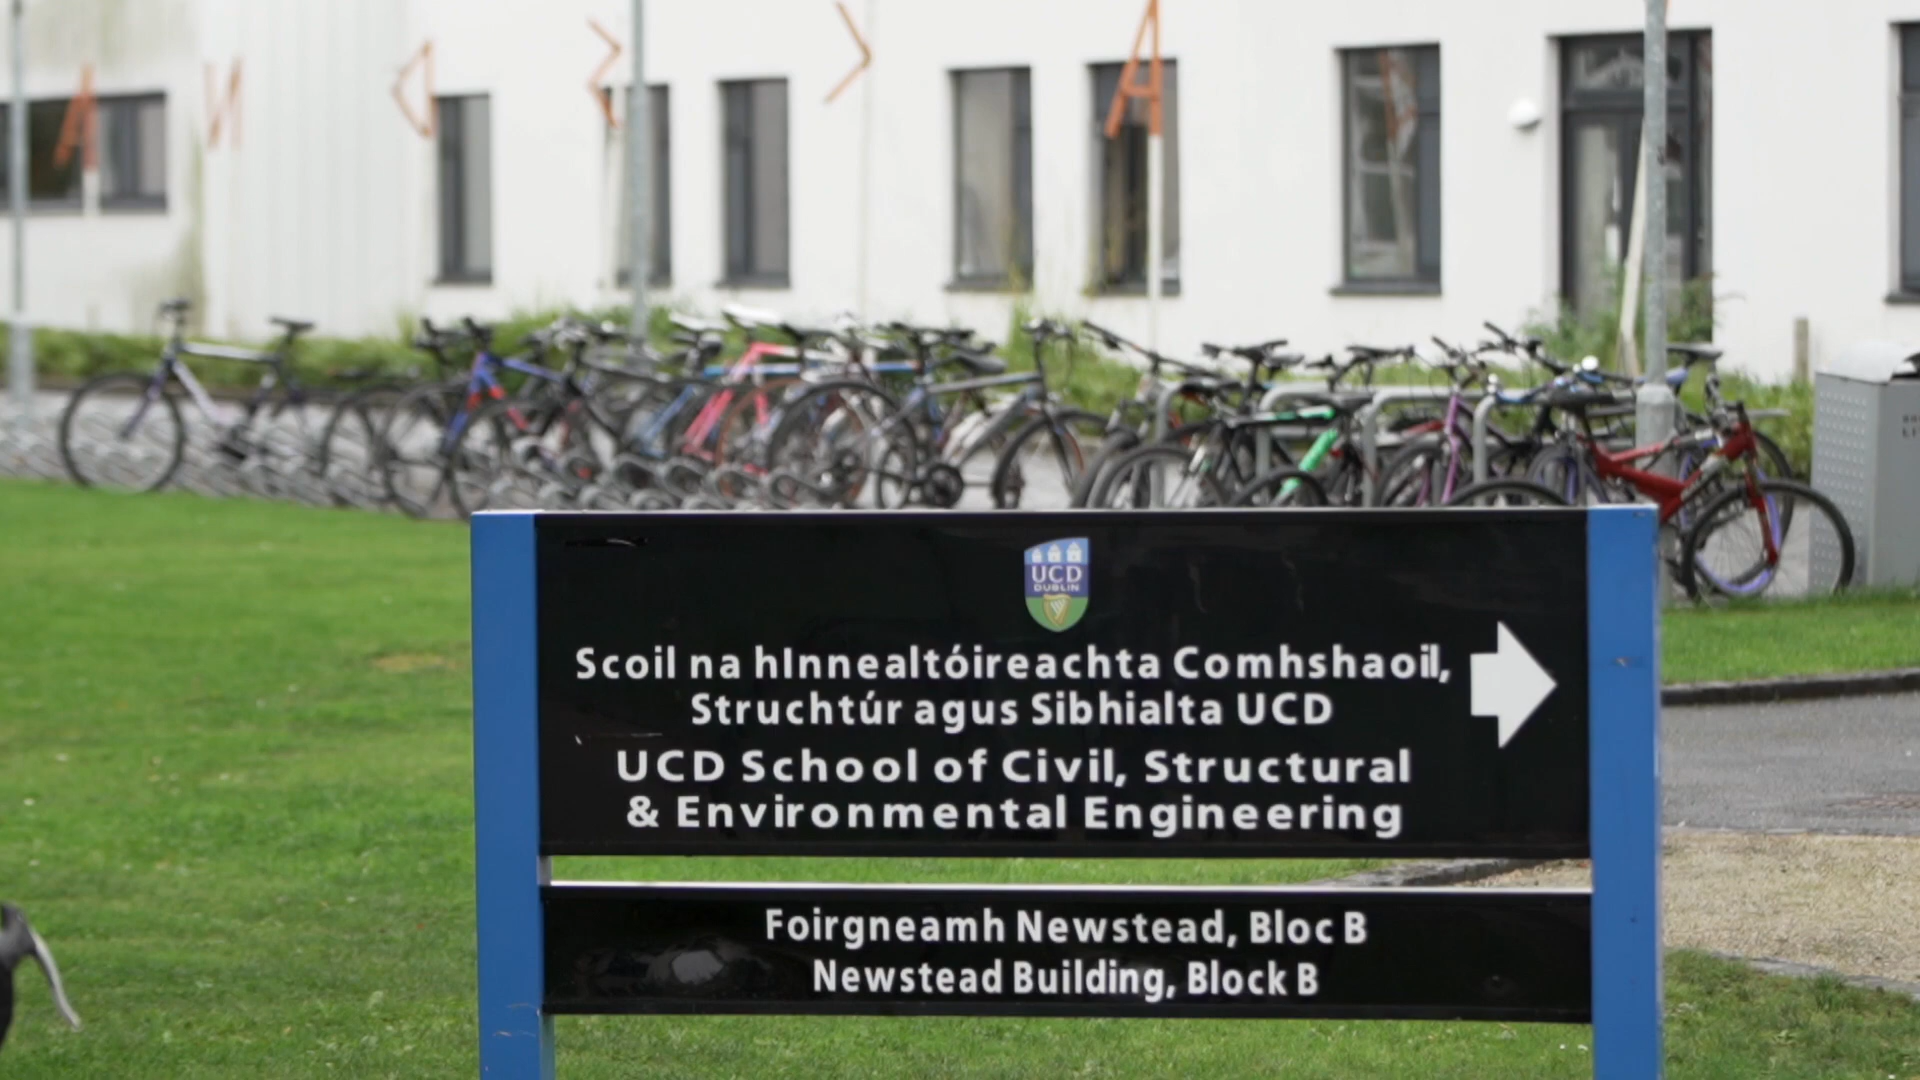 UCD
DUBLIN
Scoil na hInnealtóireachta Comhshaoil,
Struchtúr agus Sibhialta UCD
UCD School of Civil, Structural
& Environmental Engineering
Foirgneamh Newstead, Bloc B
Newstead Building, Block B